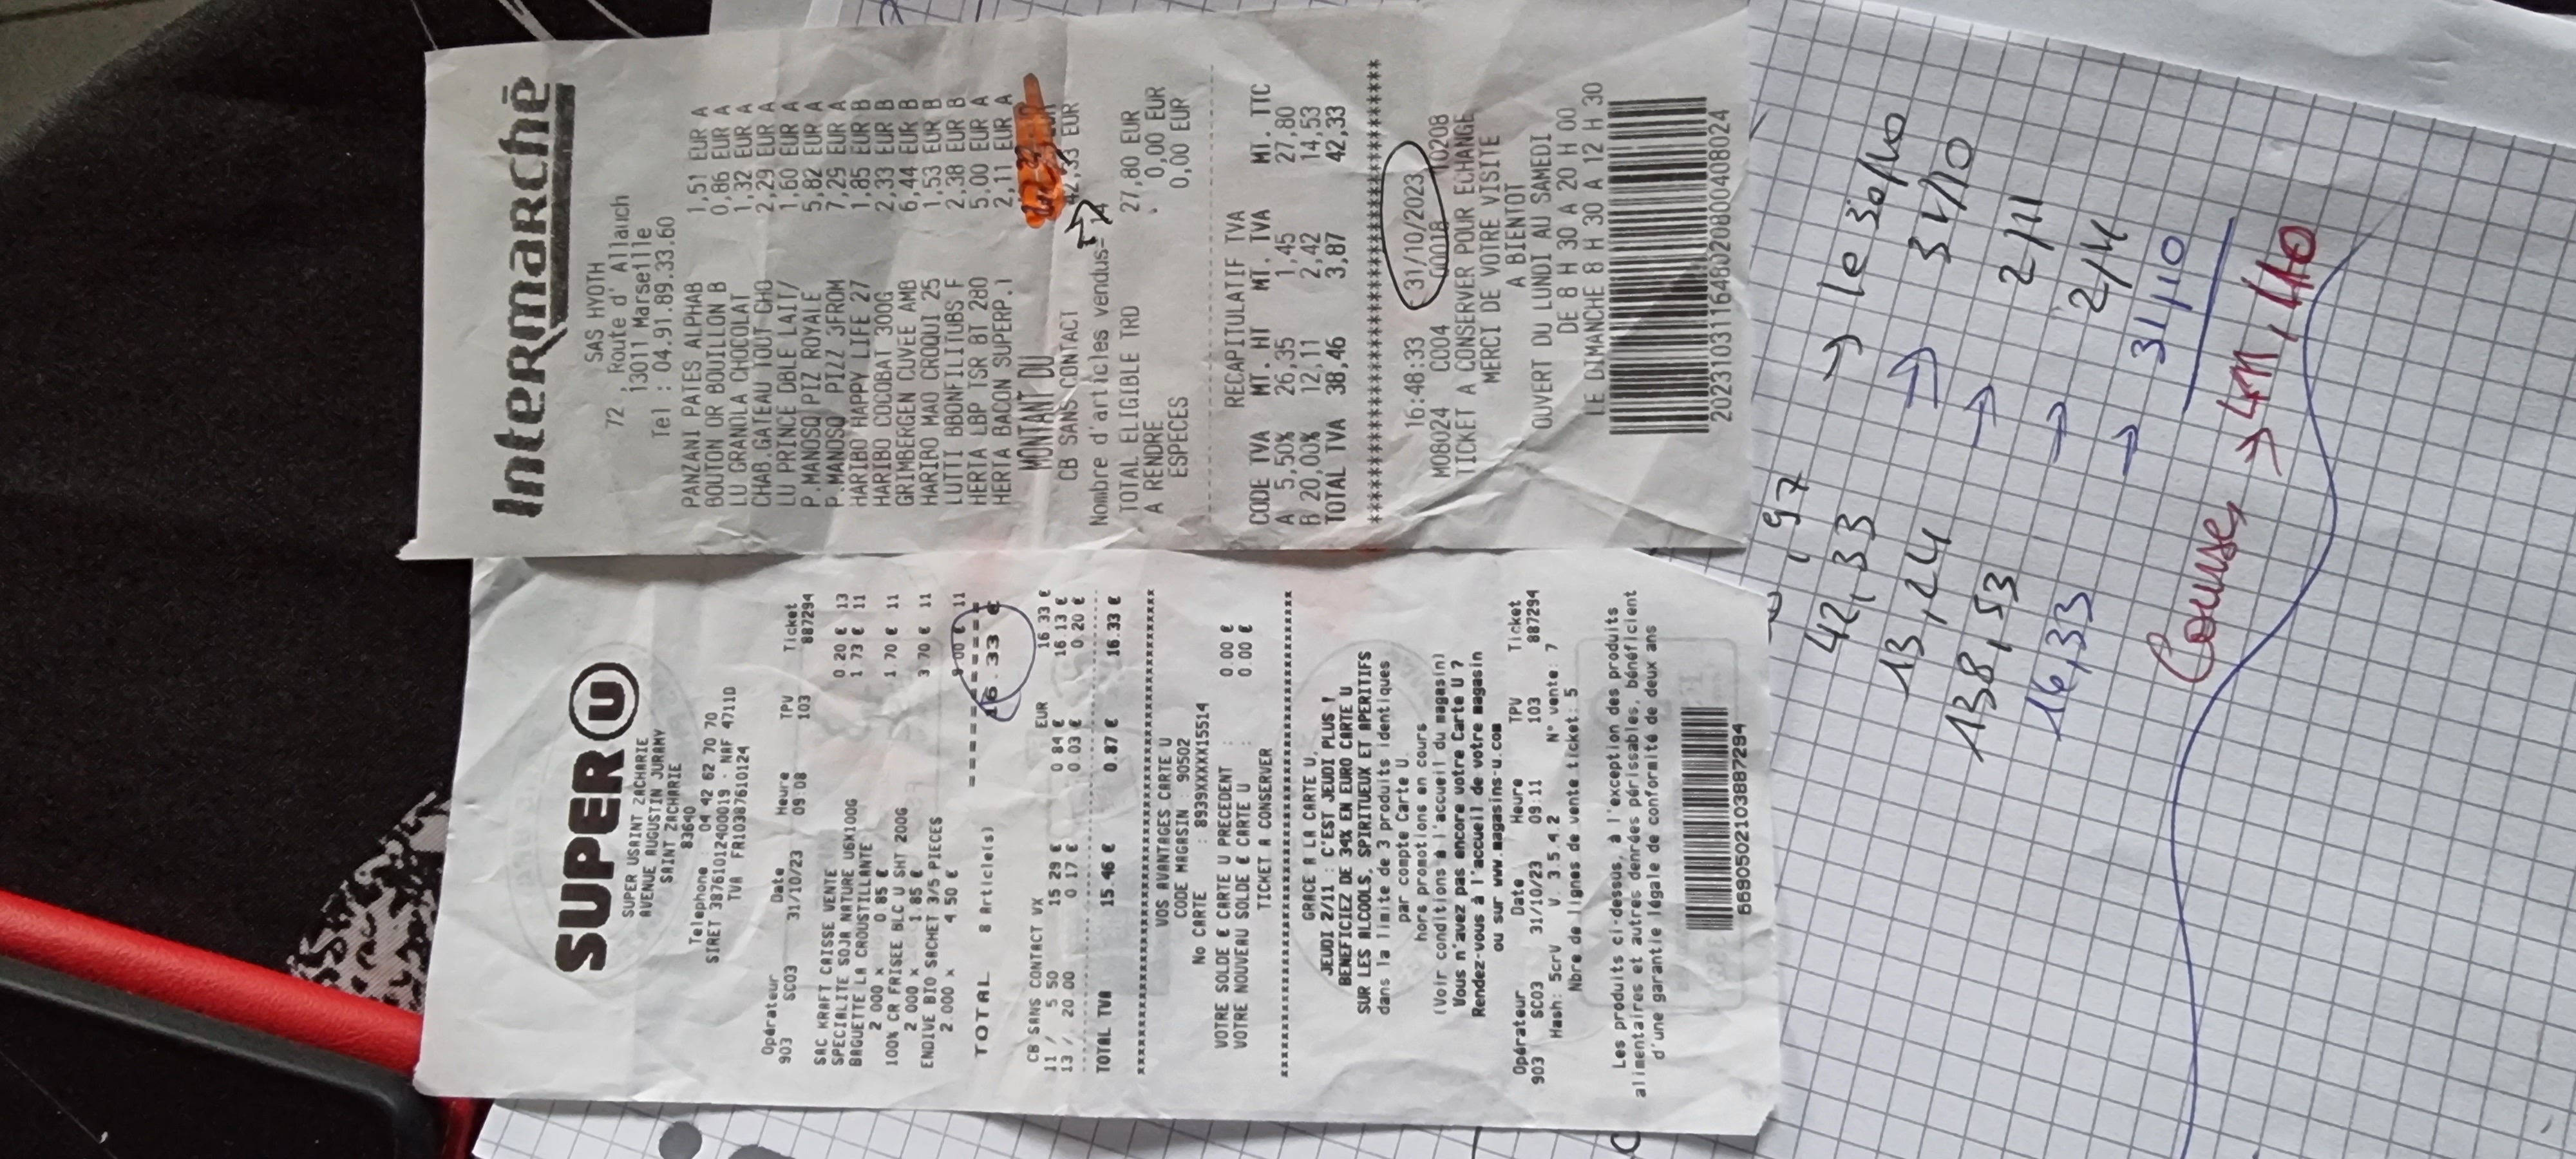 InterMarchē
SAS HYOTH
72 , Route d' Allauch
13011 Marseille
Tel : 04.91.89.33.60
PANZANI PATES ALPHAB 1,51 EUR A
BOUTON OR BOUILLON B 0,86 EUR A
LU GRANOLA CHOCOLAT 1,32 EUR A
CHAB.GATEAU TOUT CHO 2,29 EUR A
LU PRINCE DBLE LAIT/ 1,60 EUR A
P.MANOSQ PIZ ROYALE 5,82 EUR A
P.MANOSQ PIZZ 3FROM 7,29 EUR A
HARIBO HAPPY LIFE 27 1,85 EUR B
HARIBO COCOBAT 300G 2,33 EUR B
GRIMBERGEN CUVEE AMB 6,44 EUR B
HARIBO MAO CROQUI 25 1,53 EUR B
LUTTI BBONFILITUBS F 2,38 EUR B
HERTA LBP TSR BT 280 5,00 EUR A
HERTA BACON SUPERP.1 2,11 EUR A
MONTANT DU
CB SANS CONTACT 42,33 EUR
Nombre d'articles vendus=14
TOTAL ELIGIBLE TRD 27,80 EUR
A RENDRE 0,00 EUR
ESPECES 0,00 EUR
RECAPITULATIF TVA
CODE TVA MT. HT MT. TVA MT. TTC
A 5,50% 26,35 1,45 27,80
B 20,00% 12,11 2,42 14,53
TOTAL TVA 38,46 3,87 42,33
****************************************
16:48:33 31/10/2023
M08024 C004 00018 10208
TICKET A CONSERVER POUR ECHANGE
MERCI DE VOTRE VISITE
A BIENTOT
OUVERT DU LUNDI AU SAMEDI
DE 8 H 30 A 20 H 00
LE DIMANCHE 8 H 30 A 12 H 30
202310311648020800408024
SUPER U
SUPER USAINT ZACHARIE
AVENUE AUGUSTIN JURAMY
SAINT ZACHARIE
83640
Telephone : 04 42 62 70 70
SIRET 38761012400019 - NAF 4711D
TVA FR10387610124
Opérateur Date Heure TPV Ticket
903 SC03 31/10/23 09:08 103 887294
SAC KRAFT CAISSE VENTE 0.20 € 13
SPECIALITE SOJA NATURE U6X100G 1.73 € 11
BAGUETTE LA CROUSTILLANTE
2.000 x 0.85 € 1.70 € 11
100% CR FRISEE BLC U SHT 200G
2.000 x 1.85 € 3.70 € 11
ENDIVE BIO SACHET 3/5 PIECES
2.000 x 4.50 € 9.00 € 11
TOTAL 8 Article(s) 16.33 €
EUR
CB SANS CONTACT VX 16.33 €
11 / 5.50 15.29 € 0.84 € 16.13 €
13 / 20.00 0.17 € 0.03 € 0.20 €
TOTAL TVA 15.46 € 0.87 € 16.33 €
VOS AVANTAGES CARTE U
CODE MAGASIN : 90502
No CARTE : 8939XXXXX15514
VOTRE SOLDE € CARTE U PRECEDENT : 0.00 €
VOTRE NOUVEAU SOLDE € CARTE U : 0.00 €
TICKET A CONSERVER
GRACE A LA CARTE U,
JEUDI 2/11 : C'EST JEUDI PLUS !
BENEFICIEZ DE 34% EN EURO CARTE U
SUR LES ALCOOLS, SPIRITUEUX ET APERITIFS
dans la limite de 3 produits identiques
par compte Carte U.
hors promotions en cours
(Voir conditions à l'accueil du magasin)
Vous n'avez pas encore votre Carte U ?
Rendez-vous à l'accueil de votre magasin
ou sur www.magasins-u.com
Opérateur Date Heure TPV Ticket
903 SC03 31/10/23 09:11 103 887294
Hash: 5crV V. 3.5.4.2 N° vente: 7
Nbre de lignes de vente ticket: 5
Les produits ci-dessus, à l'exception des produits
alimentaires et autres denrées périssables, bénéficient
d'une garantie légale de conformité de deux ans
6690502103887294
,97 → le 30/10
42,33 → 31/10
13,24 → 2/11
138,53 → 2/11
16,33 → 31/10
Courses → 411,40